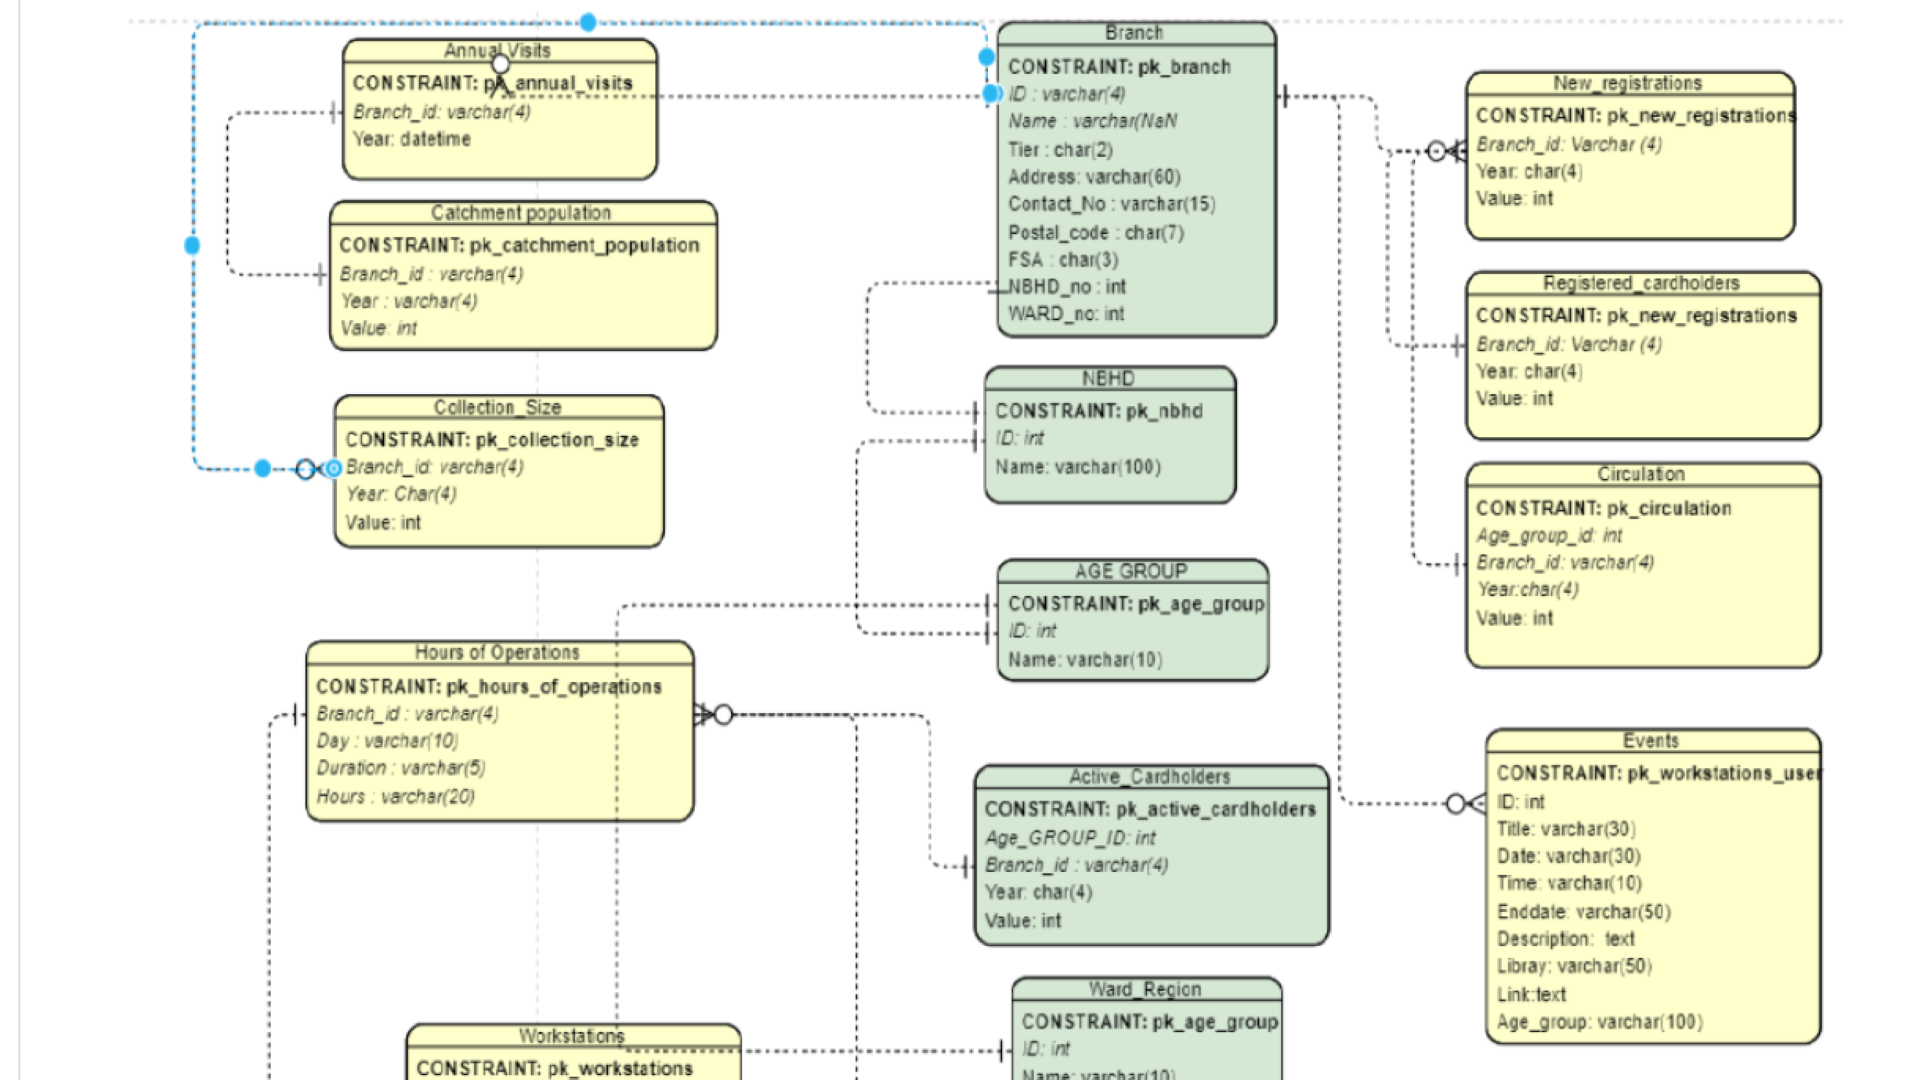 Annual Visits
CONSTRAINT: pk_annual_visits
Branch_id: varchar(4)
Year: datetime
Catchment population
CONSTRAINT: pk_catchment_population
Branch_id : varchar(4)
Year : varchar(4)
Value: int
Collection_Size
CONSTRAINT: pk_collection_size
Branch_id: varchar(4)
Year: Char(4)
Value: int
Hours of Operations
CONSTRAINT: pk_hours_of_operations
Branch_id : varchar(4)
Day : varchar(10)
Duration : varchar(5)
Hours : varchar(20)
Workstations
CONSTRAINT: pk_workstations
Branch
CONSTRAINT: pk_branch
ID : varchar(4)
Name : varchar(NaN
Tier : char(2)
Address: varchar(60)
Contact_No : varchar(15)
Postal_code : char(7)
FSA : char(3)
NBHD_no : int
WARD_no: int
NBHD
CONSTRAINT: pk_nbhd
ID: int
Name: varchar(100)
AGE GROUP
CONSTRAINT: pk_age_group
ID: int
Name: varchar(10)
Active_Cardholders
CONSTRAINT: pk_active_cardholders
Age_GROUP_ID: int
Branch_id : varchar(4)
Year: char(4)
Value: int
Ward_Region
CONSTRAINT: pk_age_group
ID: int
Name: varchar(10)
New_registrations
CONSTRAINT: pk_new_registrations
Branch_id: Varchar (4)
Year: char(4)
Value: int
Registered_cardholders
CONSTRAINT: pk_new_registrations
Branch_id: Varchar (4)
Year: char(4)
Value: int
Circulation
CONSTRAINT: pk_circulation
Age_group_id: int
Branch_id: varchar(4)
Year:char(4)
Value: int
Events
CONSTRAINT: pk_workstations_user
ID: int
Title: varchar(30)
Date: varchar(30)
Time: varchar(10)
Enddate: varchar(50)
Description: text
Libray: varchar(50)
Link:text
Age_group: varchar(100)